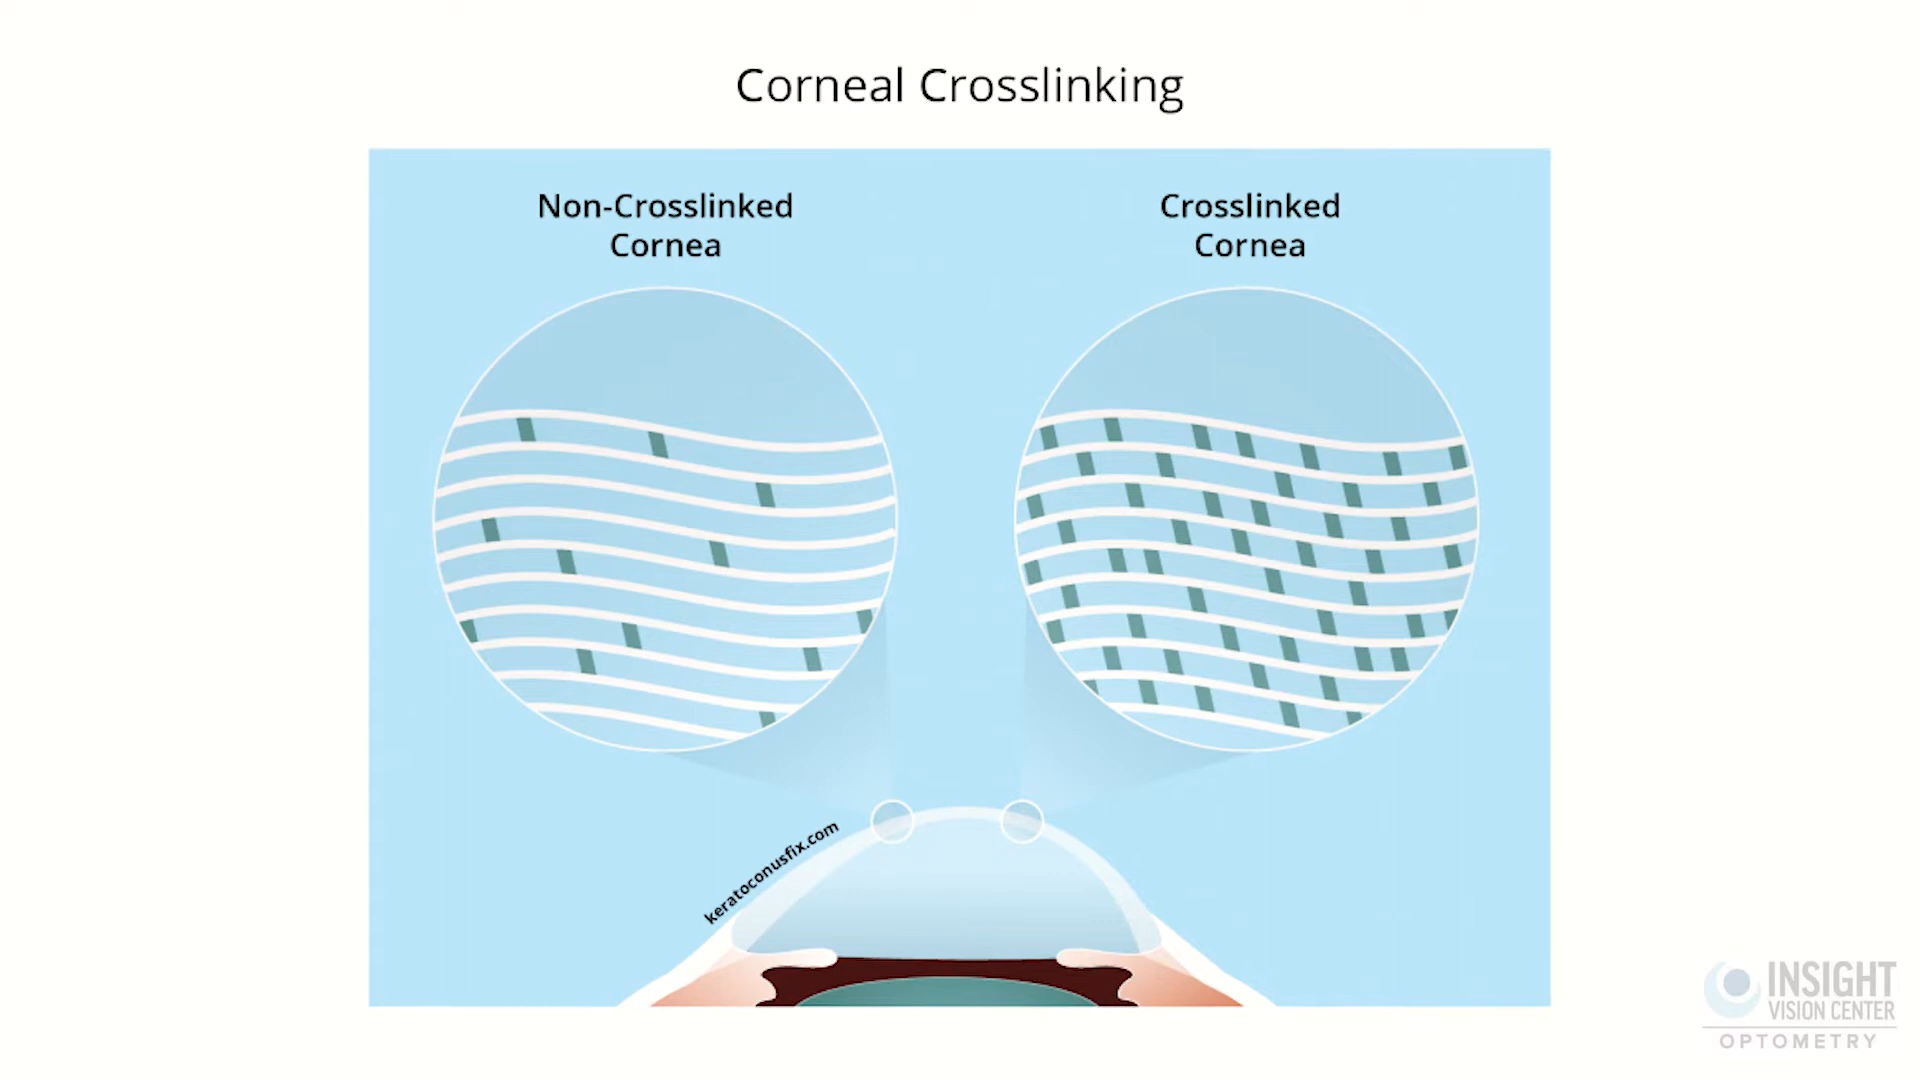 Corneal Crosslinking
Non-Crosslinked
Cornea
Crosslinked
Cornea
keratoconusfix.com
INSIGHT
VISION CENTER
OPTOMETRY